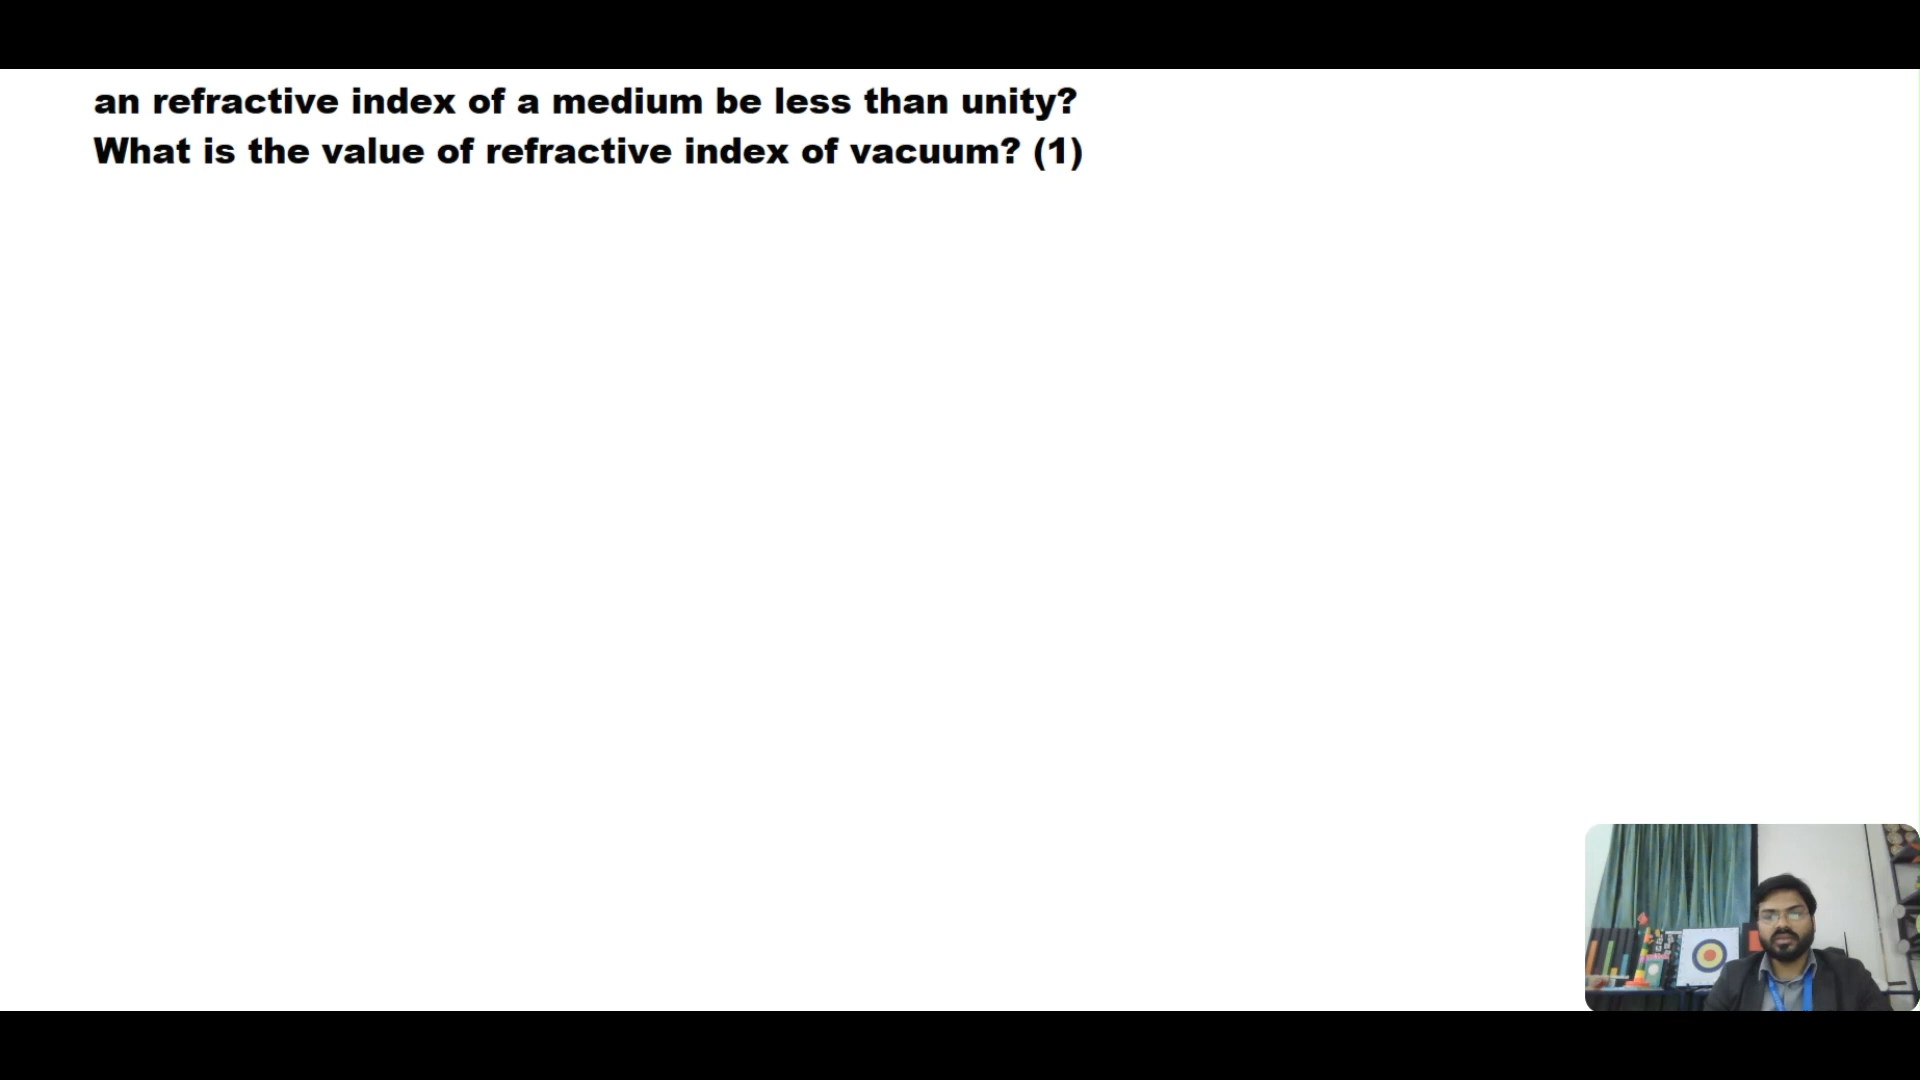 an refractive index of a medium be less than unity?
What is the value of refractive index of vacuum? (1)